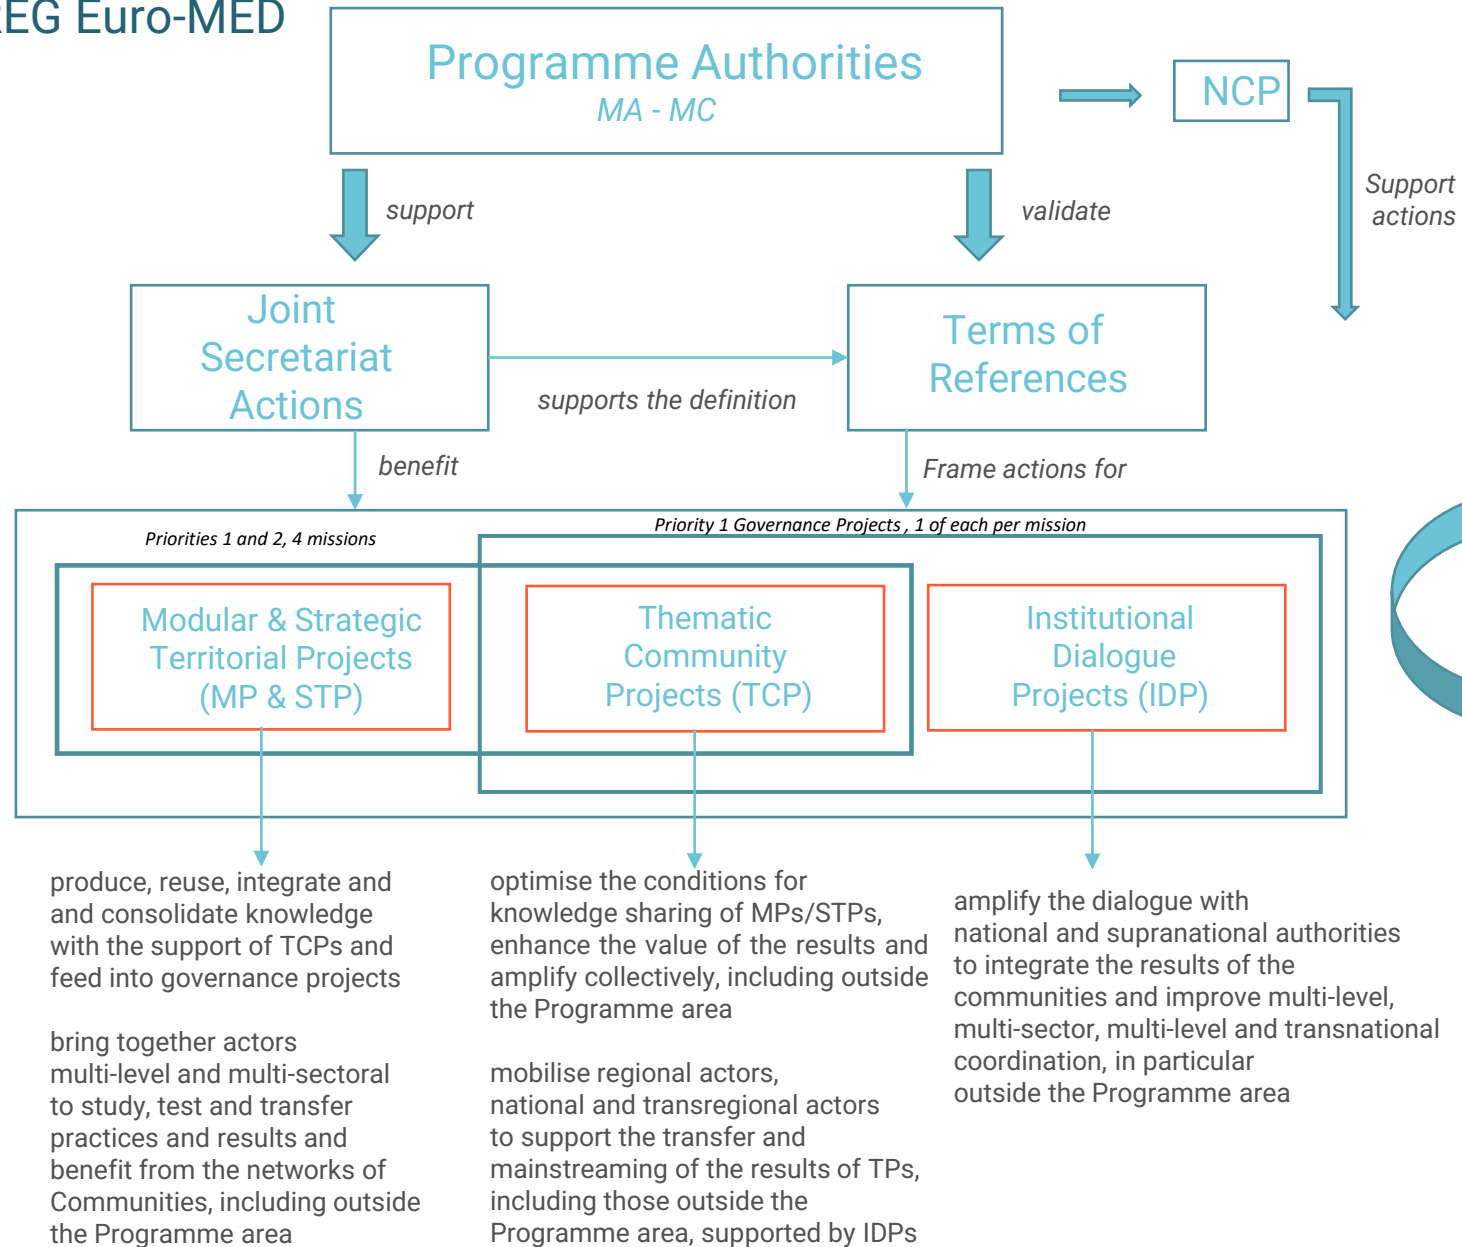 REG Euro-MED
Programme Authorities
MA - MC
NCP
support
validate
Support
actions
Joint
Secretariat
Actions
supports the definition
Terms of
References
benefit
Frame actions for
Priorities 1 and 2, 4 missions
Priority 1 Governance Projects , 1 of each per mission
Modular & Strategic
Territorial Projects
(MP & STP)
Thematic
Community
Projects (TCP)
Institutional
Dialogue
Projects (IDP)
produce, reuse, integrate and
and consolidate knowledge
with the support of TCPs and
feed into governance projects
bring together actors
multi-level and multi-sectoral
to study, test and transfer
practices and results and
benefit from the networks of
Communities, including outside
the Programme area
optimise the conditions for
knowledge sharing of MPs/STPs,
enhance the value of the results and
amplify collectively, including outside
the Programme area
mobilise regional actors,
national and transregional actors
to support the transfer and
mainstreaming of the results of TPs,
including those outside the
Programme area, supported by IDPs
amplify the dialogue with
national and supranational authorities
to integrate the results of the
communities and improve multi-level,
multi-sector, multi-level and transnational
coordination, in particular
outside the Programme area